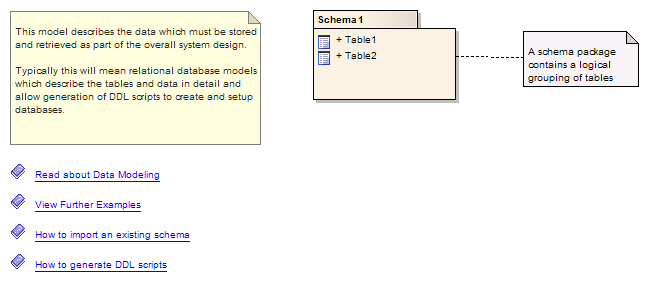 This model describes the data which must be stored
and retrieved as part of the overall system design.
Typically this will mean relational database models
which describe the tables and data in detail and
allow generation of DDL scripts to create and setup
databases.
Schema1
+ Table1
+ Table2
A schema package
contains a logical
grouping of tables
Read about Data Modeling
View Further Examples
How to import an existing schema
How to generate DDL scripts